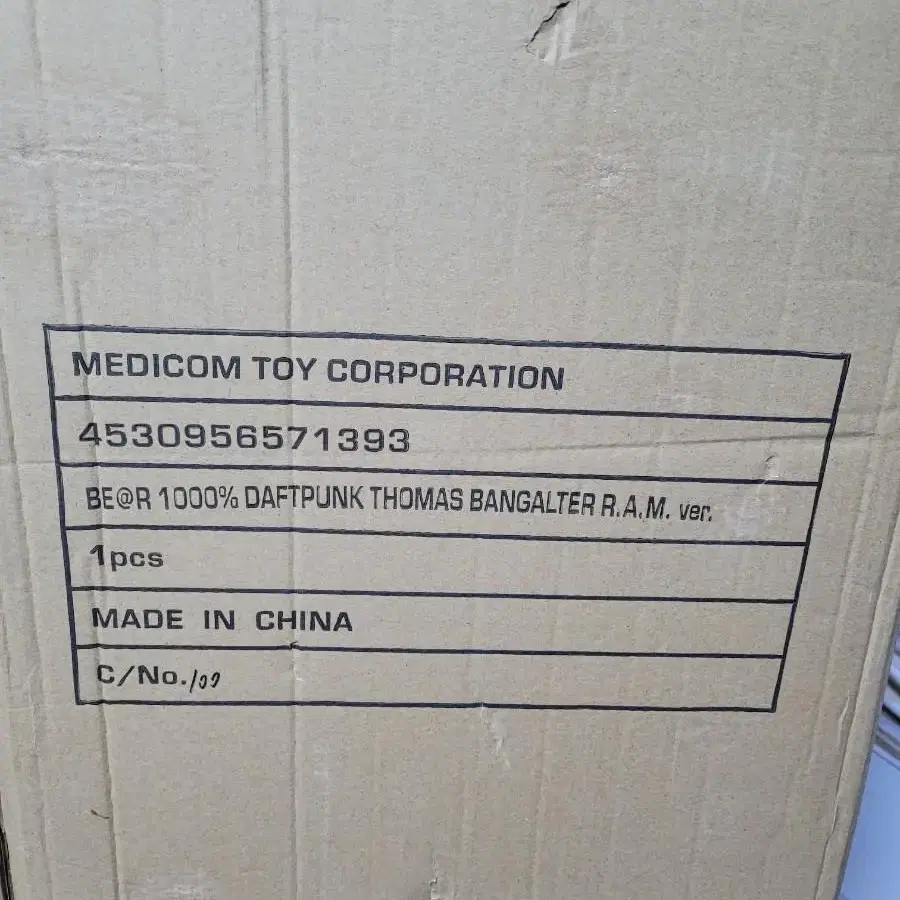 MEDICOM TOY CORPORATION
4530956571393
BE@R 1000% DAFTPUNK THOMAS BANGALTER R.A.M. ver.
1pcs
MADE IN CHINA
C/No.